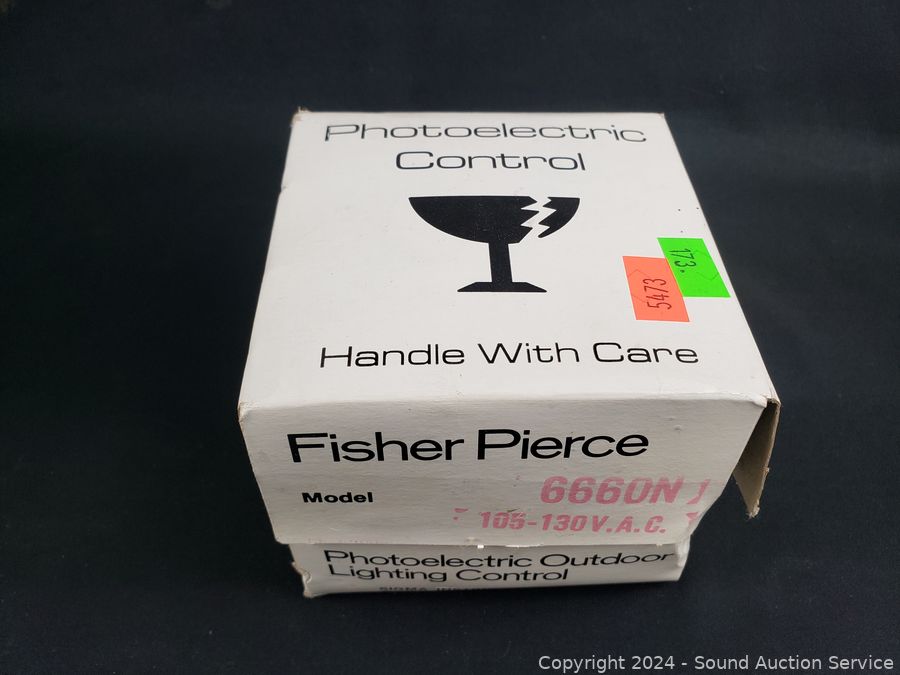 Photoelectric
Control
173.
5473
Handle With Care
Fisher Pierce
Model 6660N
105-130V.A.C.
Photoelectric Outdoor
Lighting Control
Copyright 2024 - Sound Auction Service